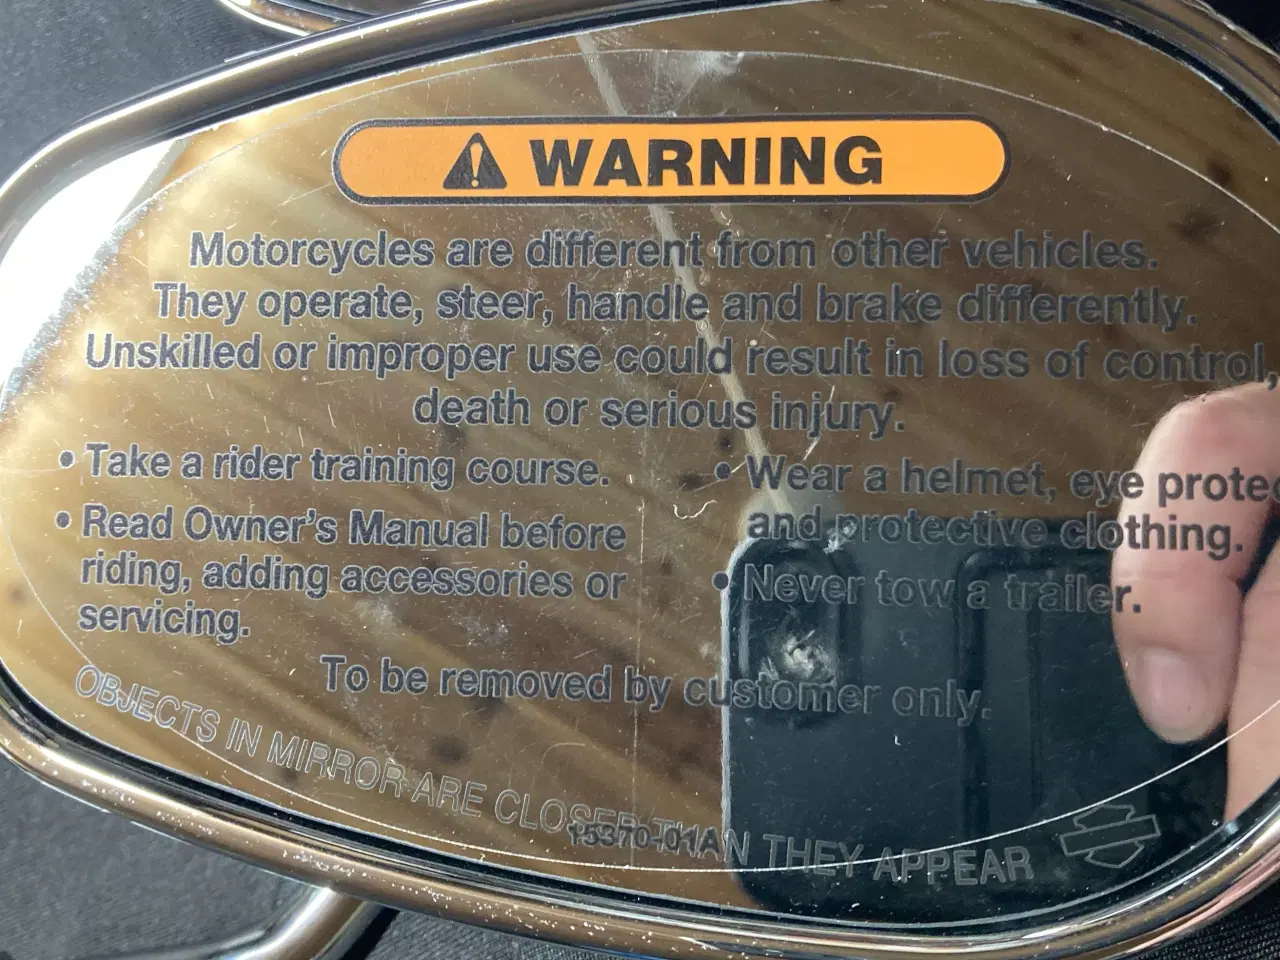 WARNING
Motorcycles are different from other vehicles.
They operate, steer, handle and brake differently.
Unskilled or improper use could result in loss of control,
death or serious injury.
• Take a rider training course.
• Read Owner's Manual before
riding, adding accessories or
servicing.
• Wear a helmet, eye protec
and protective clothing.
• Never tow a trailer.
To be removed by customer only.
OBJECTS IN MIRROR ARE CLOSER THAN THEY APPEAR
15370-01A